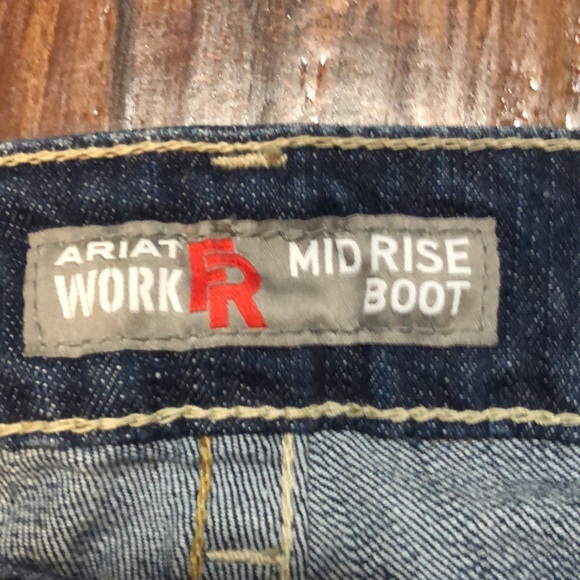 ARIAT
WORK FR
MID RISE
BOOT